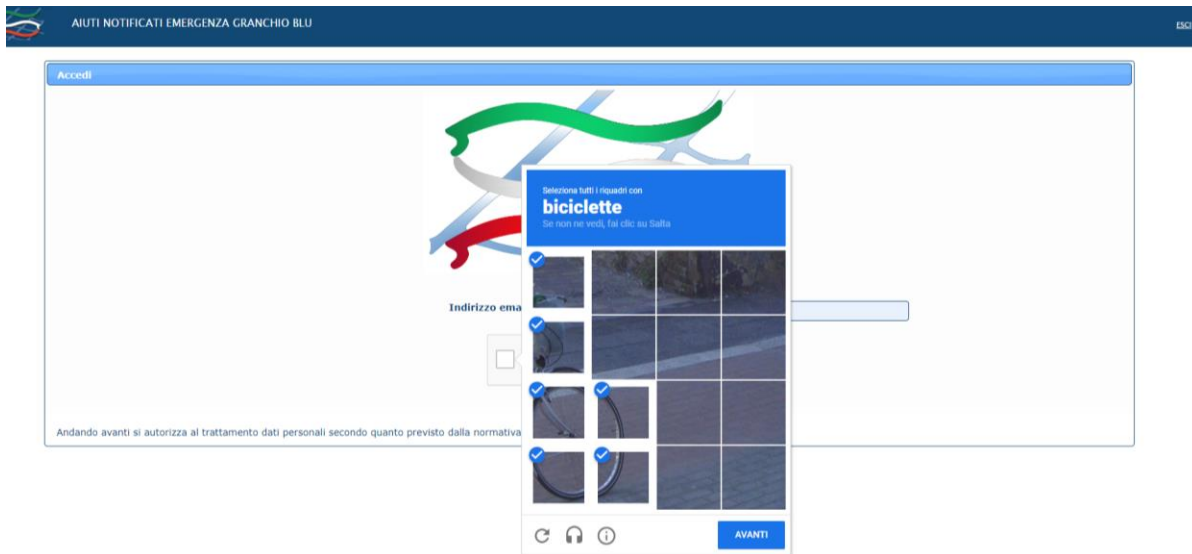 AIUTI NOTIFICATI EMERGENZA GRANCHIO BLU
ESCI
Accedi
Seleziona tutti i riquadri con
biciclette
Se non ne vedi, fai clic su Salta
Indirizzo ema
Andando avanti si autorizza al trattamento dati personali secondo quanto previsto dalla normativa
AVANTI